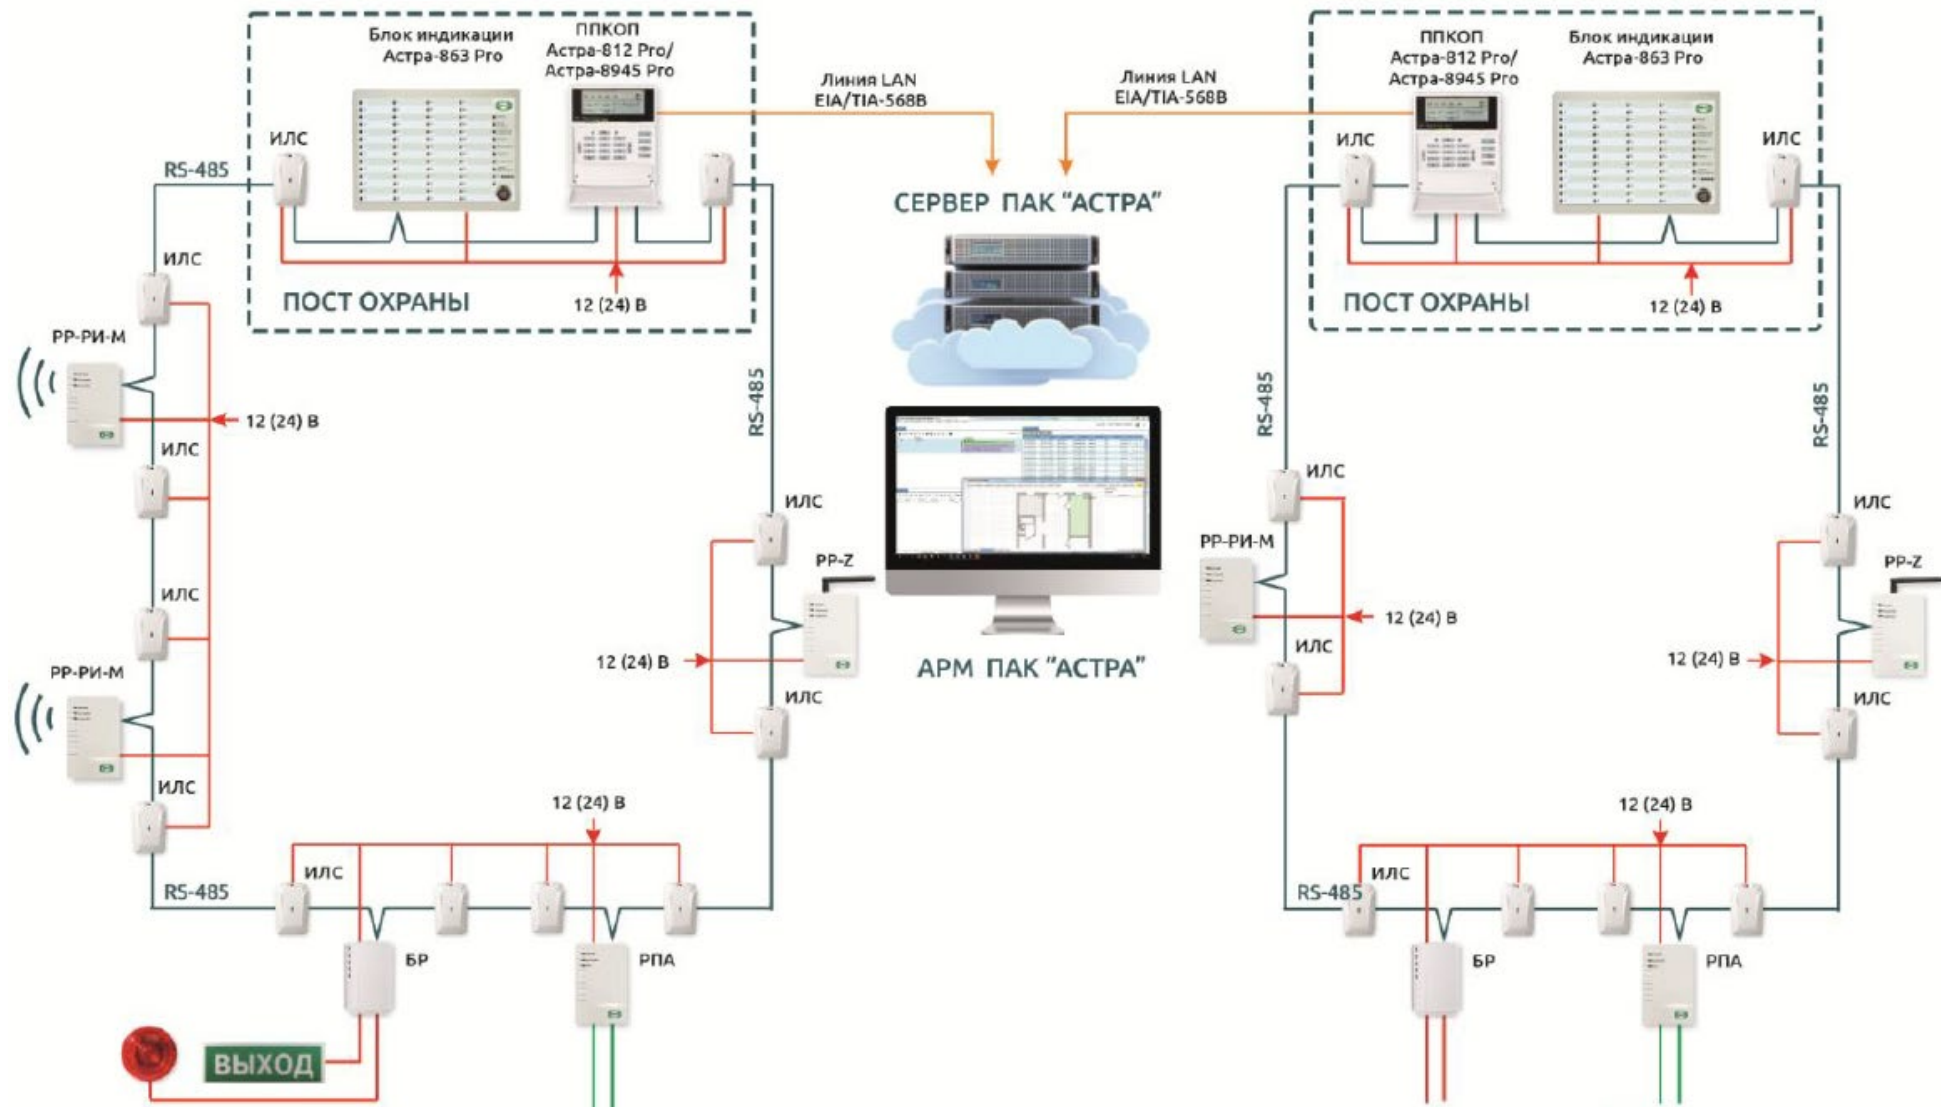 Блок индикации
Астра-863 Pro
ППКОП
Астра-812 Pro/
Астра-8945 Pro
ИЛС
RS-485
12 (24) В
ПОСТ ОХРАНЫ
Линия LAN
EIA/TIA-568B
Линия LAN
EIA/TIA-568B
СЕРВЕР ПАК "АСТРА"
АРМ ПАК "АСТРА"
ППКОП
Астра-812 Pro/
Астра-8945 Pro
Блок индикации
Астра-863 Pro
ИЛС
ИЛС
12 (24) В
ПОСТ ОХРАНЫ
ИЛС
РР-РИ-М
12 (24) В
ИЛС
ИЛС
РР-РИ-М
ИЛС
RS-485
ИЛС
PP-Z
12 (24) В
ИЛС
12 (24) В
RS-485
ИЛС
БР
РПА
ВЫХОД
RS-485
ИЛС
РР-РИ-М
12 (24) В
ИЛС
RS-485
ИЛС
PP-Z
12 (24) В
ИЛС
12 (24) В
RS-485
ИЛС
БР
РПА